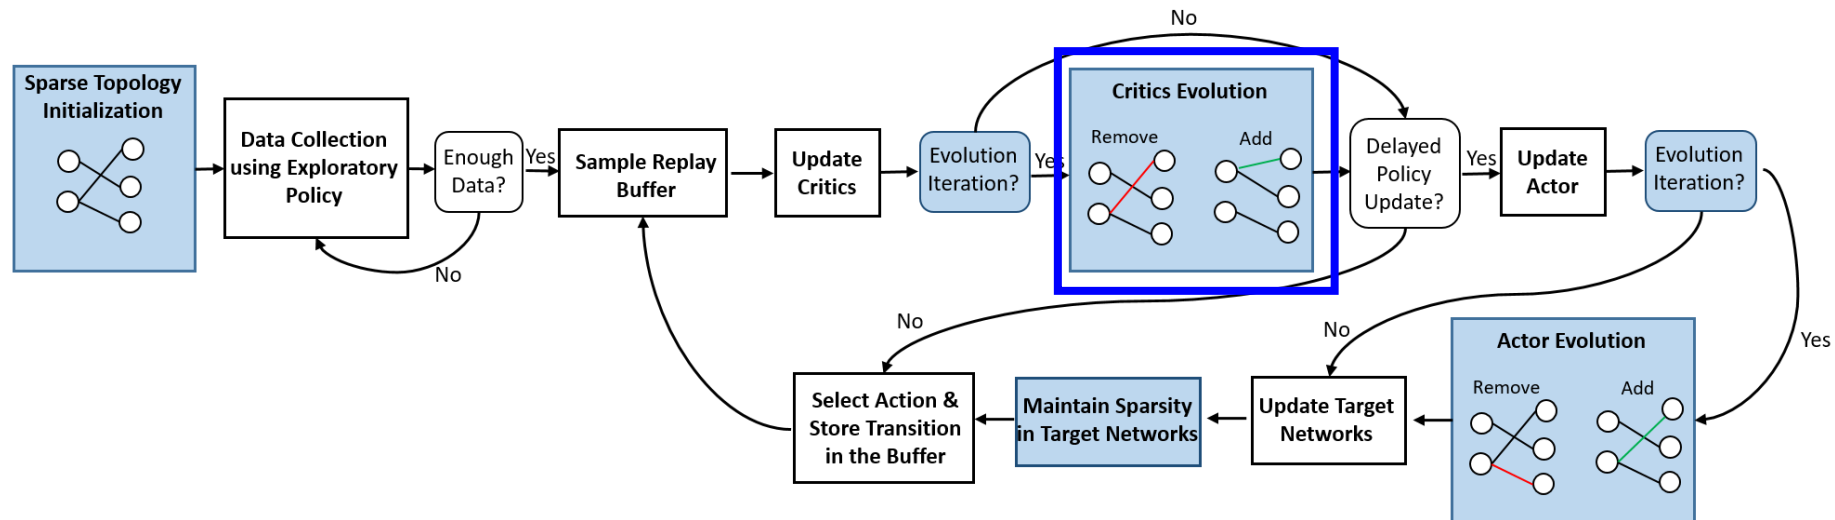 No
Sparse Topology
Initialization
Data Collection
using Exploratory
Policy
Enough
Data?
Yes
No
Sample Replay
Buffer
Update
Critics
Evolution
Iteration?
Yes
Critics Evolution
Remove
Add
Delayed
Policy
Update?
Yes
Update
Actor
Evolution
Iteration?
No
No
Yes
Select Action &
Store Transition
in the Buffer
Maintain Sparsity
in Target Networks
Update Target
Networks
Actor Evolution
Remove
Add